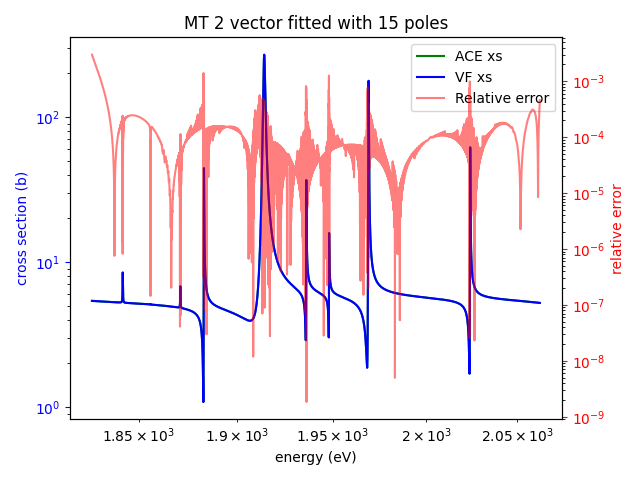 MT 2 vector fitted with 15 poles
ACE xs
VF xs
Relative error
cross section (b)
10²
10¹
10⁰
relative error
10⁻³
10⁻⁴
10⁻⁵
10⁻⁶
10⁻⁷
10⁻⁸
10⁻⁹
1.85 × 10³
1.9 × 10³
1.95 × 10³
2 × 10³
2.05 × 10³
energy (eV)